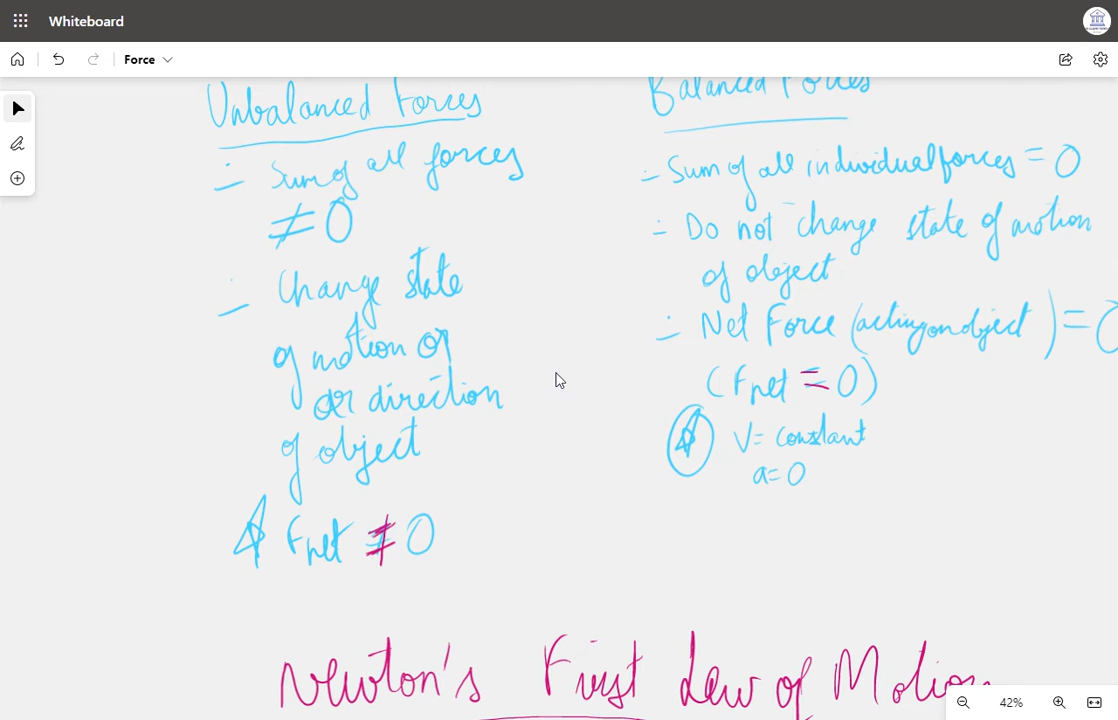 Whiteboard
Force
Unbalanced Forces
- Sum of all forces
≠ 0
- Change state
of motion or
or direction
of object
Fnet ≠ 0
Balanced Forces
- Sum of all individual forces = 0
- Do not change state of motion
of object
- Net Force (acting on object) = 0
(Fnet = 0)
V = constant
a = 0
Newton's First Law of Motion
42%